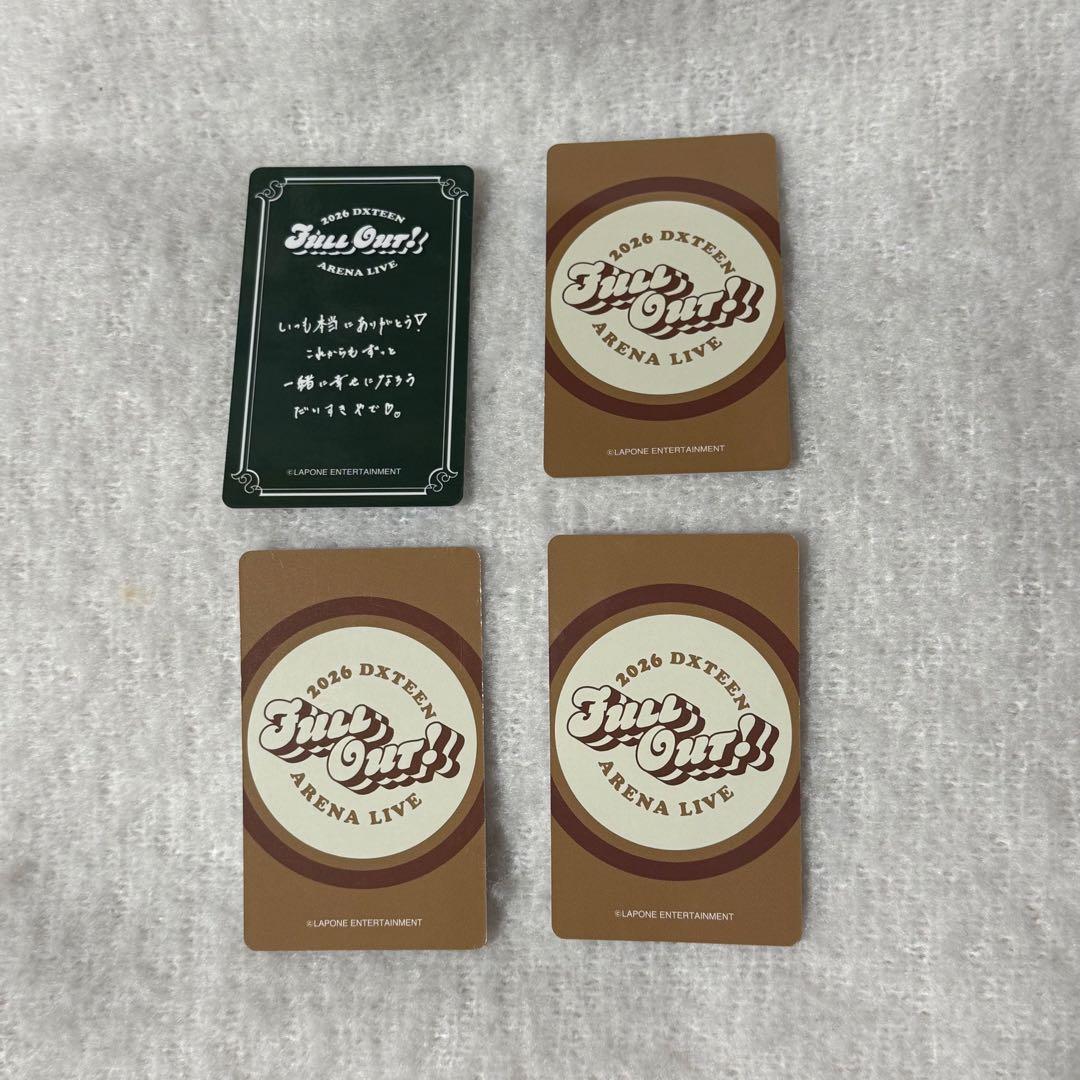 2026 DXTEEN
Full Out!!
ARENA LIVE
いつも本当にありがとう♡
これからもずっと
一緒に幸せになろう
だいすきやで♡。
©LAPONE ENTERTAINMENT
2026 DXTEEN
Full Out!!
ARENA LIVE
©LAPONE ENTERTAINMENT
2026 DXTEEN
Full Out!!
ARENA LIVE
©LAPONE ENTERTAINMENT
2026 DXTEEN
Full Out!!
ARENA LIVE
©LAPONE ENTERTAINMENT